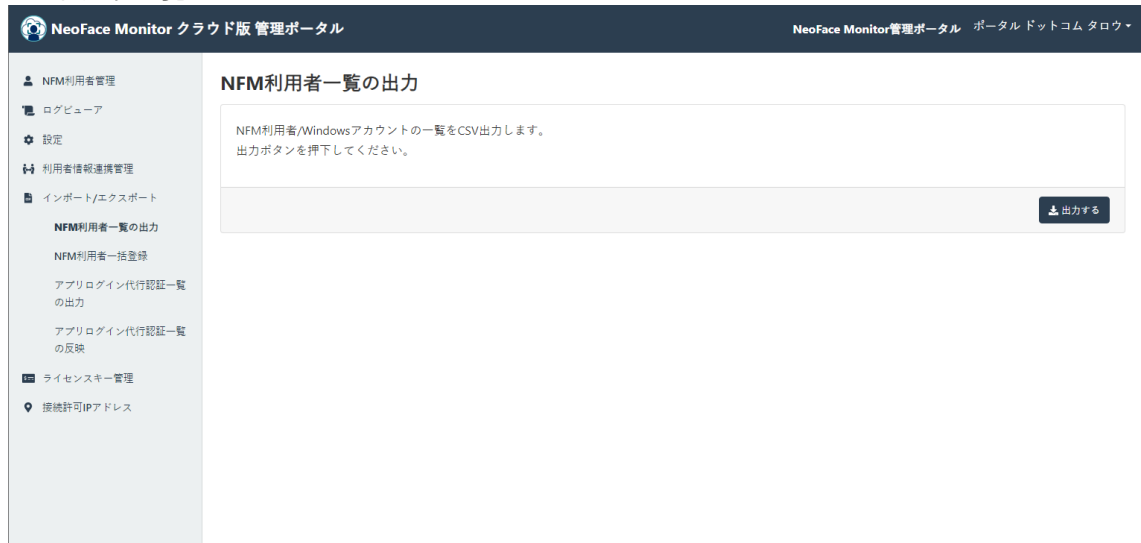 NeoFace Monitor クラウド版 管理ポータル
NeoFace Monitor管理ポータル ポータル ドットコム タロウ
NFM利用者管理
ログビューア
設定
利用者情報連携管理
インポート/エクスポート
NFM利用者一覧の出力
NFM利用者一括登録
アプリログイン代行認証一覧
の出力
アプリログイン代行認証一覧
の反映
ライセンスキー管理
接続許可IPアドレス
NFM利用者一覧の出力
NFM利用者/Windowsアカウントの一覧をCSV出力します。
出力ボタンを押下してください。
出力する